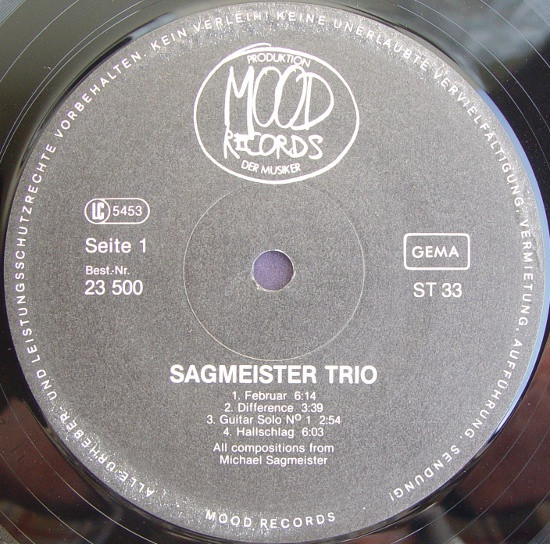 ALLE URHEBER- UND LEISTUNGSSCHUTZRECHTE VORBEHALTEN. KEIN VERLEIH! KEINE UNERLAUBTE VERVIELFÄLTIGUNG, VERMIETUNG, AUFFÜHRUNG, SENDUNG!
PRODUKTION
MOOD
RECORDS
DER MUSIKER
LC 5453
Seite 1
Best.-Nr.
23 500
GEMA
ST 33
SAGMEISTER TRIO
1. Februar 6:14
2. Difference 3:39
3. Guitar Solo Nº 1 2:54
4. Hallschlag 6:03
All compositions from
Michael Sagmeister
MOOD RECORDS